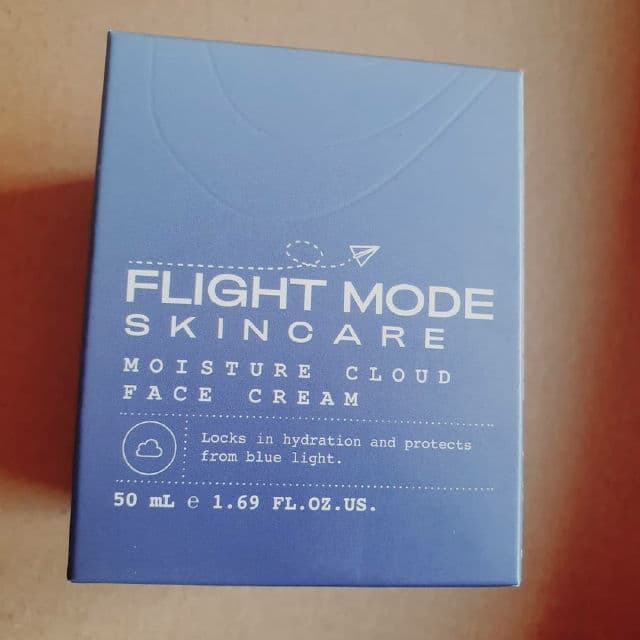 FLIGHT MODE
SKINCARE
MOISTURE CLOUD
FACE CREAM
Locks in hydration and protects
from blue light.
50 mL ℮ 1.69 FL.OZ.US.